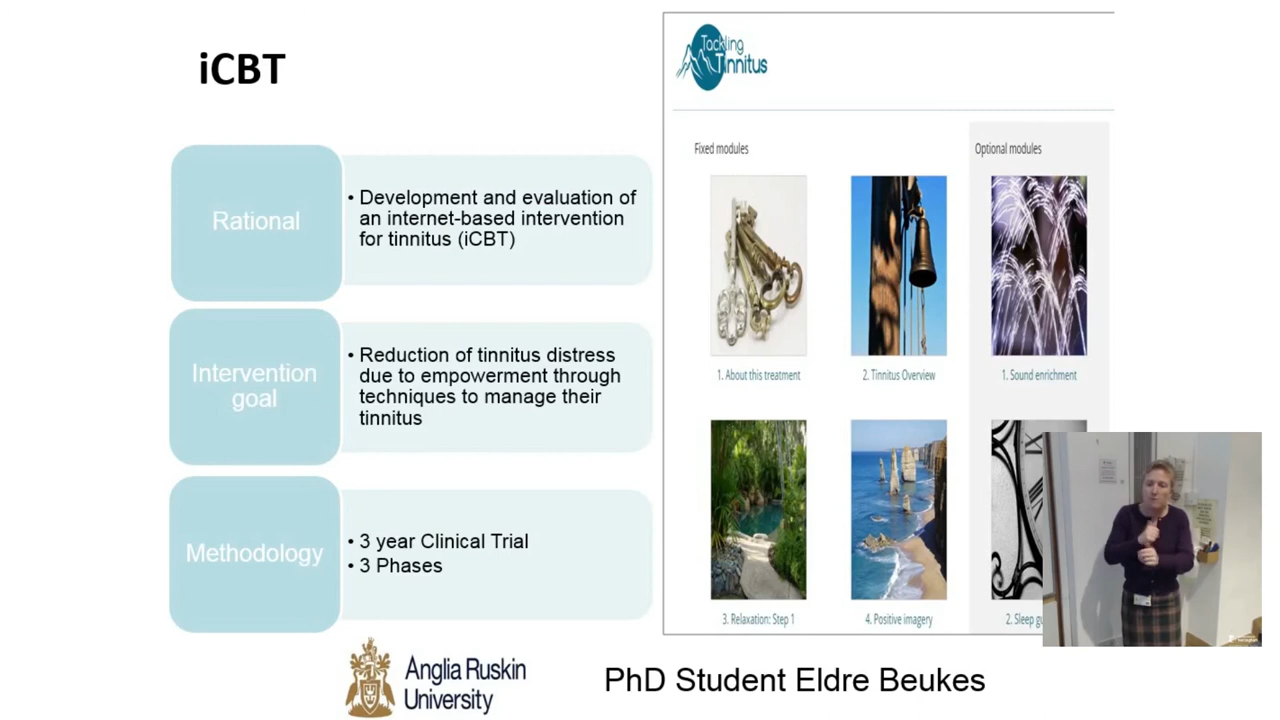 iCBT
Rational
• Development and evaluation of
an internet-based intervention
for tinnitus (iCBT)
Intervention
goal
• Reduction of tinnitus distress
due to empowerment through
techniques to manage their
tinnitus
Methodology
• 3 year Clinical Trial
• 3 Phases
Tackling
Tinnitus
Fixed modules
Optional modules
1. About this treatment
2. Tinnitus Overview
1. Sound enrichment
3. Relaxation: Step 1
4. Positive imagery
2. Sleep
Anglia Ruskin
University
PhD Student Eldre Beukes